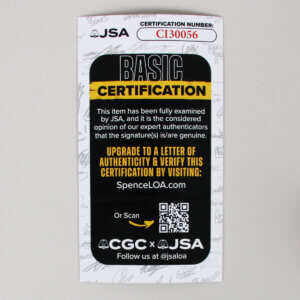 JSA
CERTIFICATION NUMBER:
CI30056
BASIC
CERTIFICATION
This item has been fully examined
by JSA, and it is the considered
opinion of our expert authenticators
that the signature(s) is/are genuine.
UPGRADE TO A LETTER OF
AUTHENTICITY & VERIFY THIS
CERTIFICATION BY VISITING:
SpenceLOA.com
Or Scan
CGC x JSA
Follow us at @jsaloa